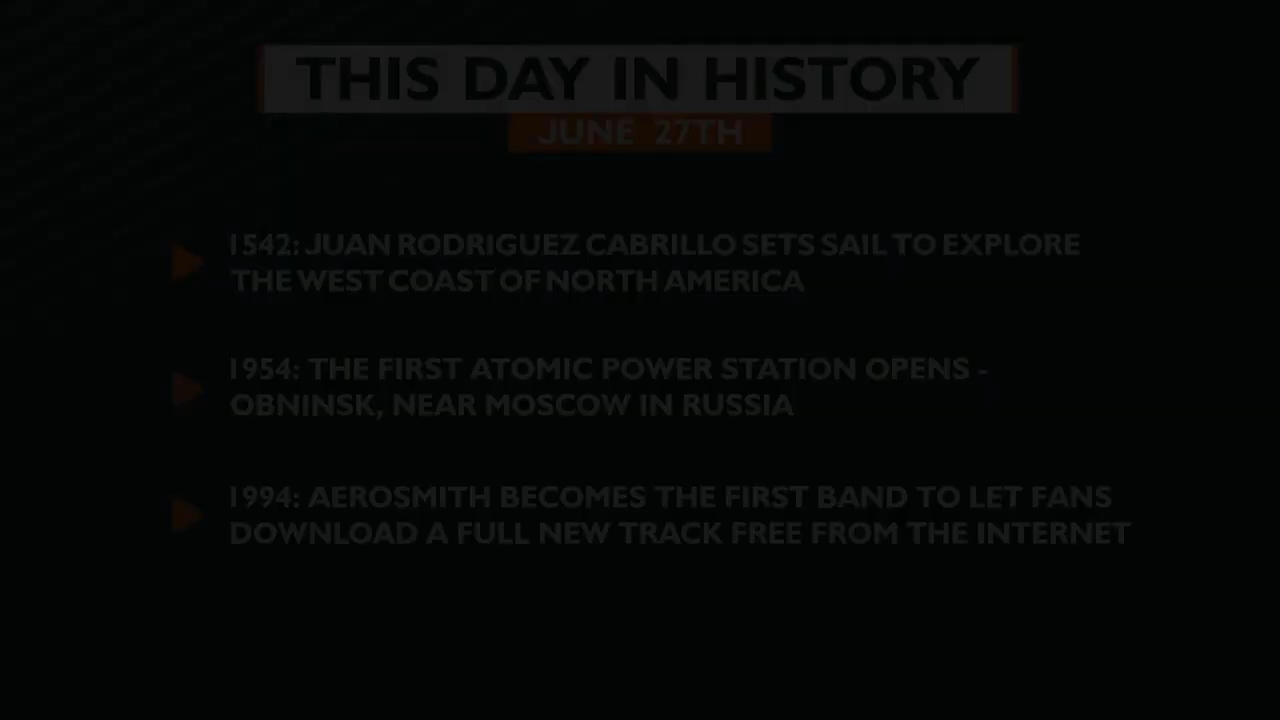 THIS DAY IN HISTORY
JUNE 27TH
1542: JUAN RODRIGUEZ CABRILLO SETS SAIL TO EXPLORE
THE WEST COAST OF NORTH AMERICA
1954: THE FIRST ATOMIC POWER STATION OPENS -
OBNINSK, NEAR MOSCOW IN RUSSIA
1994: AEROSMITH BECOMES THE FIRST BAND TO LET FANS
DOWNLOAD A FULL NEW TRACK FREE FROM THE INTERNET